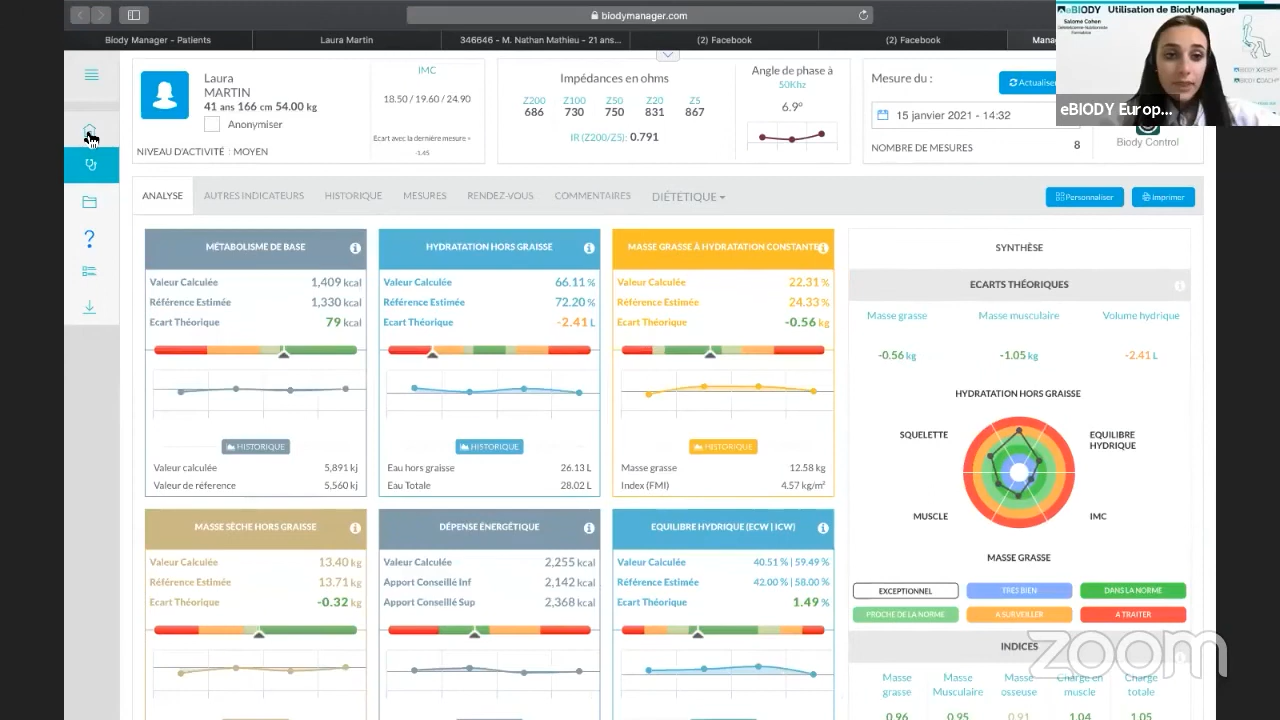 biodymanager.com
Biody Manager - Patients
Laura Martin
346646 - M. Nathan Mathieu - 21 ans...
(2) Facebook
(2) Facebook
eBIODY Utilisation de BiodyManager
Salomé Cohen
eBIODY Europ...
Laura
MARTIN
41 ans 166 cm 54.00 kg
Anonymiser
NIVEAU D'ACTIVITÉ : MOYEN
IMC
18.50 / 19.60 / 24.90
Ecart avec la dernière mesure =
-1.45
Impédances en ohms
Z200 Z100 Z50 Z20 Z5
686 730 750 831 867
IR (Z200/Z5): 0.791
Angle de phase à
50Khz
6.9°
Mesure du :
Actualiser
15 janvier 2021 - 14:32
NOMBRE DE MESURES 8
Biody Control
ANALYSE AUTRES INDICATEURS HISTORIQUE MESURES RENDEZ-VOUS COMMENTAIRES DIÉTÉTIQUE
Personnaliser
Imprimer
MÉTABOLISME DE BASE
Valeur Calculée 1,409 kcal
Référence Estimée 1,330 kcal
Ecart Théorique 79 kcal
HISTORIQUE
Valeur calculée 5,891 kj
Valeur de réference 5,560 kj
HYDRATATION HORS GRAISSE
Valeur Calculée 66.11 %
Référence Estimée 72.20 %
Ecart Théorique -2.41 L
HISTORIQUE
Eau hors graisse 26.13 L
Eau Totale 28.02 L
MASSE GRASSE À HYDRATATION CONSTANTE
Valeur Calculée 22.31 %
Référence Estimée 24.33 %
Ecart Théorique -0.56 kg
HISTORIQUE
Masse grasse 12.58 kg
Index (FMI) 4.57 kg/m²
MASSE SÈCHE HORS GRAISSE
Valeur Calculée 13.40 kg
Référence Estimée 13.71 kg
Ecart Théorique -0.32 kg
DÉPENSE ÉNERGÉTIQUE
Valeur Calculée 2,255 kcal
Apport Conseillé Inf 2,142 kcal
Apport Conseillé Sup 2,368 kcal
EQUILIBRE HYDRIQUE (ECW | ICW)
Valeur Calculée 40.51 % | 59.49 %
Référence Estimée 42.00 % | 58.00 %
Ecart Théorique 1.49 %
SYNTHÈSE
ECARTS THÉORIQUES
Masse grasse Masse musculaire Volume hydrique
-0.56 kg -1.05 kg -2.41 L
HYDRATATION HORS GRAISSE
SQUELETTE
EQUILIBRE
HYDRIQUE
MUSCLE
IMC
MASSE GRASSE
EXCEPTIONNEL TRES BIEN DANS LA NORME
PROCHE DE LA NORME A SURVEILLER A TRAITER
INDICES
Masse
grasse
Masse
Musculaire
Masse
osseuse
Charge en
muscle
Charge
totale
0.96 0.95 0.91 1.04 1.05
zoom